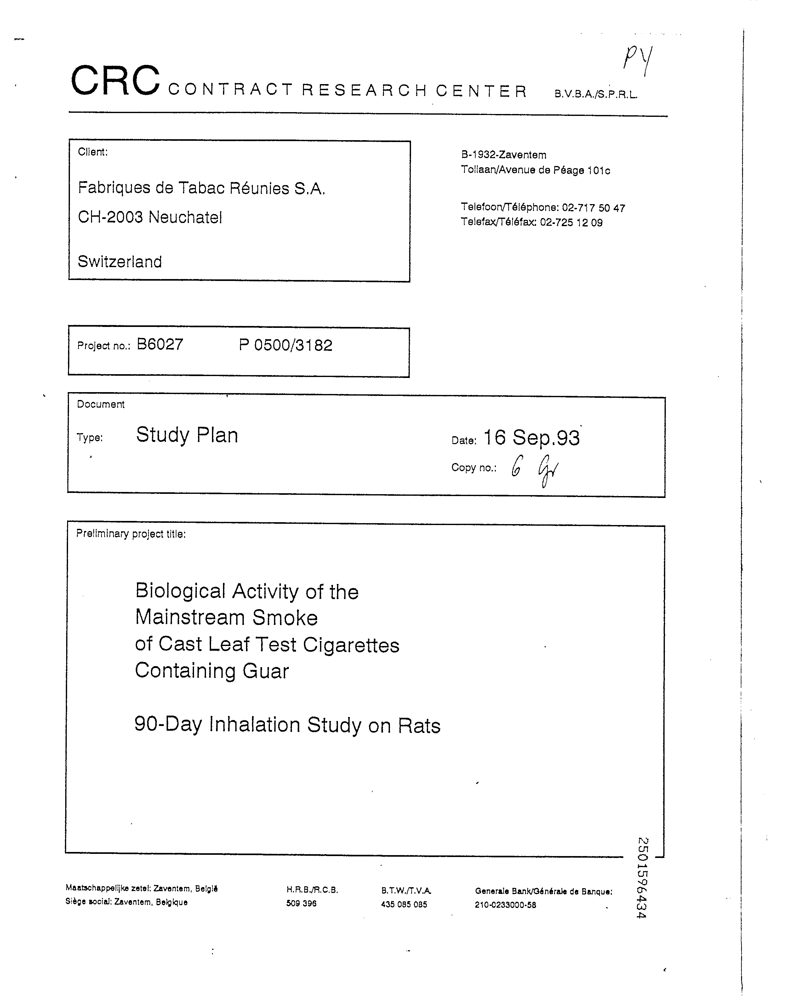 PY
CRC CONTRACT RESEARCH CENTER B.V.B.A./S.P.R.L.
Client:
Fabriques de Tabac Réunies S.A.
CH-2003 Neuchatel
Switzerland
B-1932-Zaventem
Tollaan/Avenue de Péage 101c
Telefoon/Téléphone: 02-717 50 47
Telefax/Téléfax: 02-725 12 09
Project no.: B6027 P 0500/3182
Document
Type: Study Plan
Date: 16 Sep.93
Copy no.: 6
Preliminary project title:
Biological Activity of the
Mainstream Smoke
of Cast Leaf Test Cigarettes
Containing Guar
90-Day Inhalation Study on Rats
2501596434
Maatschappelijke zetel: Zaventem, België
Siège social: Zaventem, Belgique
H.R.B./R.C.B.
509 396
B.T.W./T.V.A.
435 085 085
Generale Bank/Générale de Banque:
210-0233000-58